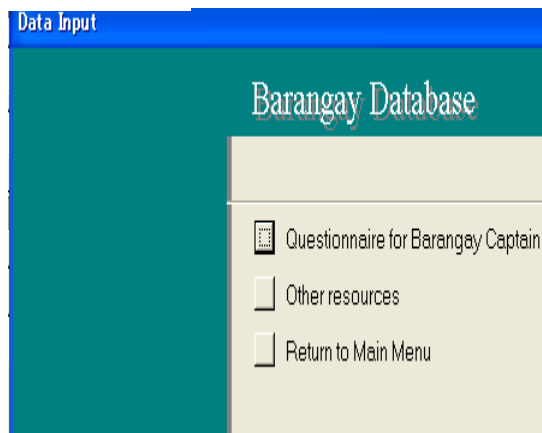 Data Input
Barangay Database
Questionnaire for Barangay Captain
Other resources
Return to Main Menu